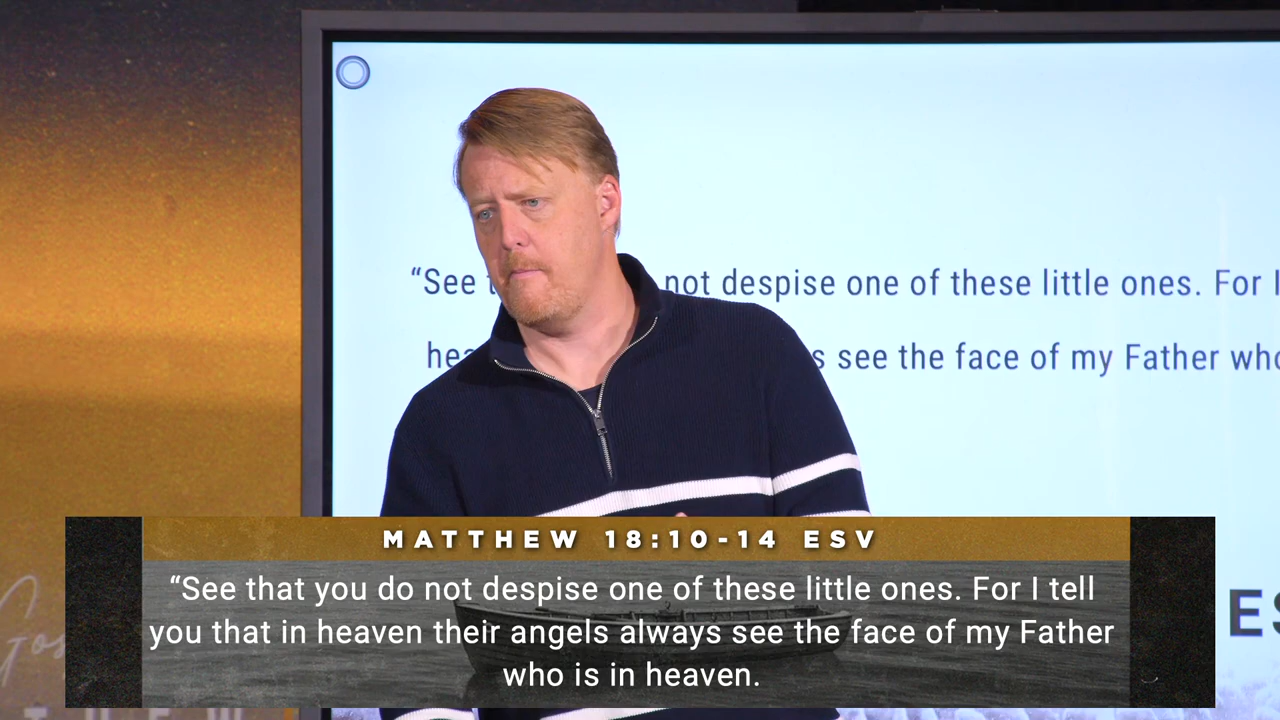 “See not despise one of these little ones. For I
see the face of my Father who
MATTHEW 18:10-14 ESV
“See that you do not despise one of these little ones. For I tell
you that in heaven their angels always see the face of my Father
who is in heaven.